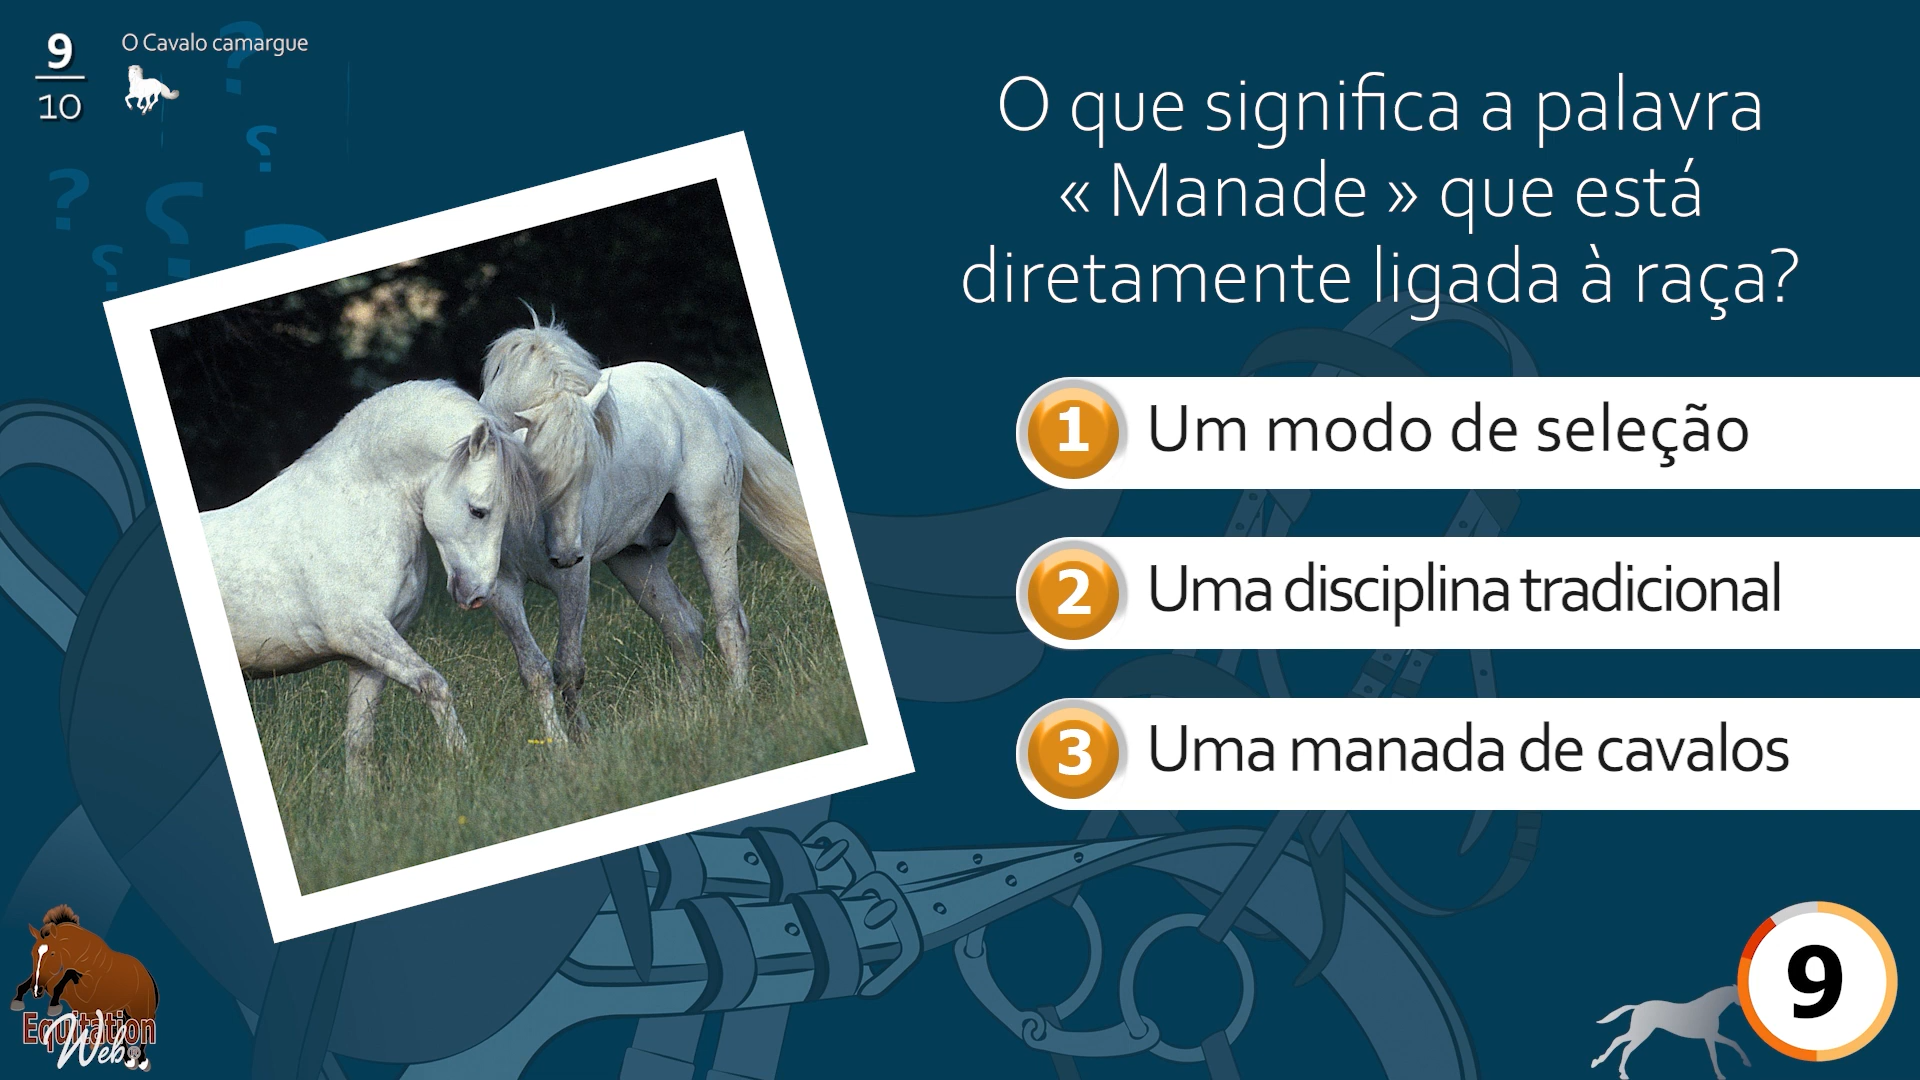 9
10
O Cavalo camargue
O que significa a palavra
« Manade » que está
diretamente ligada à raça?
1 Um modo de seleção
2 Uma disciplina tradicional
3 Uma manada de cavalos
Equitation
Web
9